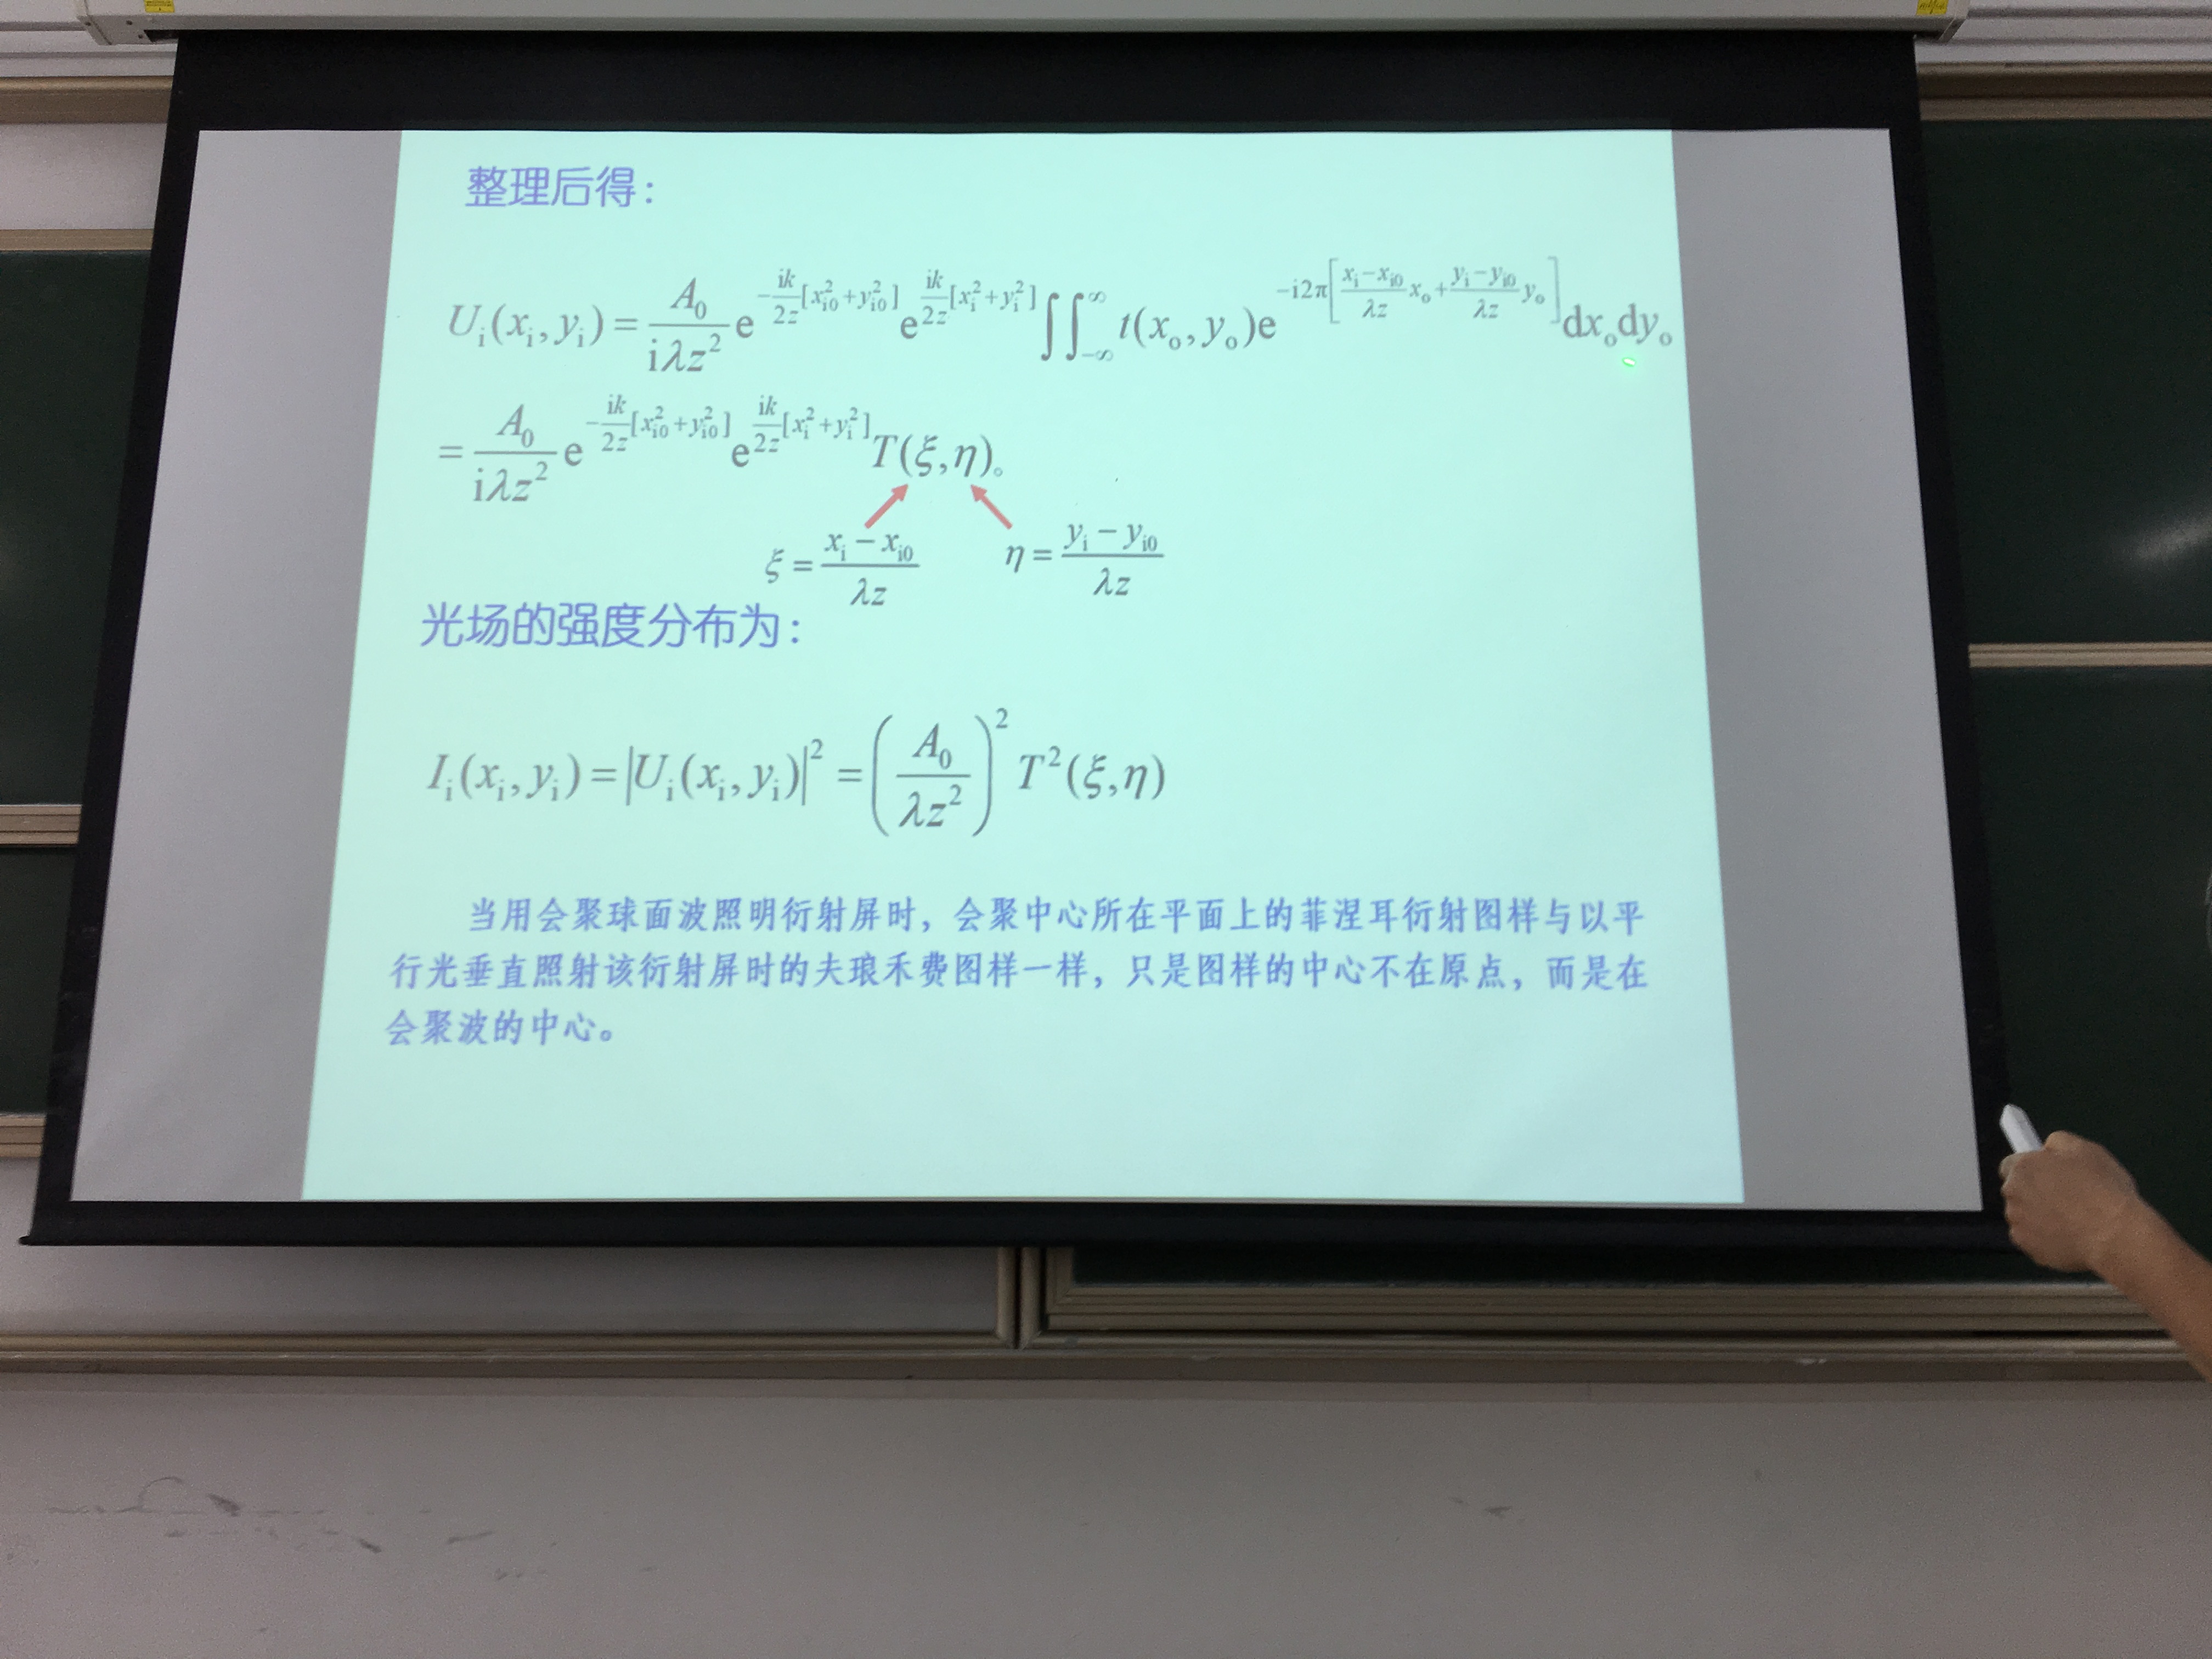 整理后得：
$U_i(x_i, y_i) = \frac{A_0}{i\lambda z^2} e^{-\frac{ik}{2z}[x_{i0}^2+y_{i0}^2]} e^{\frac{ik}{2z}[x_i^2+y_i^2]} \iint_{-\infty}^{\infty} t(x_o, y_o) e^{-i2\pi\left[\frac{x_i-x_{i0}}{\lambda z}x_o+\frac{y_i-y_{i0}}{\lambda z}y_o\right]} dx_o dy_o$
$= \frac{A_0}{i\lambda z^2} e^{-\frac{ik}{2z}[x_{i0}^2+y_{i0}^2]} e^{\frac{ik}{2z}[x_i^2+y_i^2]} T(\xi, \eta)$。
$\xi = \frac{x_i - x_{i0}}{\lambda z}$ $\eta = \frac{y_i - y_{i0}}{\lambda z}$
光场的强度分布为：
$I_i(x_i, y_i) = |U_i(x_i, y_i)|^2 = \left(\frac{A_0}{\lambda z^2}\right)^2 T^2(\xi, \eta)$
当用会聚球面波照明衍射屏时，会聚中心所在平面上的菲涅耳衍射图样与以平
行光垂直照射该衍射屏时的夫琅禾费图样一样，只是图样的中心不在原点，而是在
会聚波的中心。